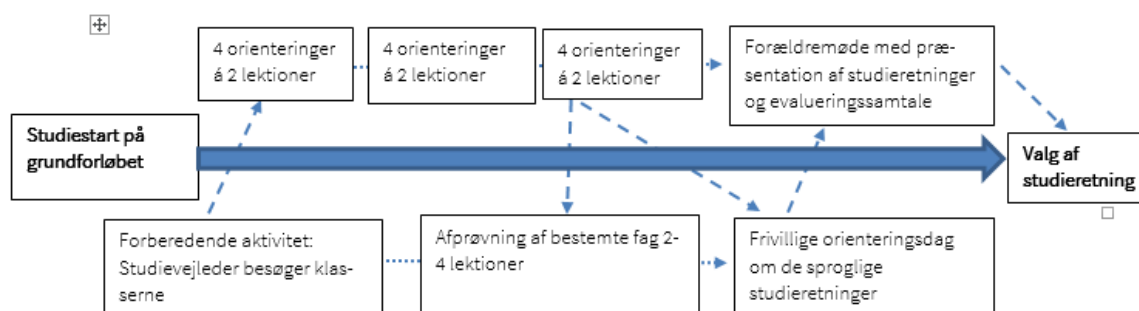 4 orienteringer
á 2 lektioner
4 orienteringer
á 2 lektioner
4 orienteringer
á 2 lektioner
Forældremøde med præ-
sentation af studieretninger
og evalueringssamtale
Studiestart på
grundforløbet
Valg af
studieretning
Forberedende aktivitet:
Studievejleder besøger klas-
serne
Afprøvning af bestemte fag 2-
4 lektioner
Frivillige orienteringsdag
om de sproglige
studieretninger